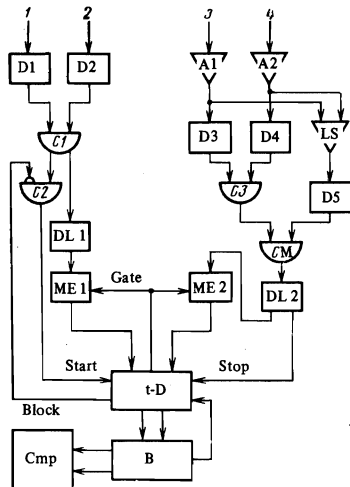 1 2 3 4
D1 D2 A1 A2
C1 D3 D4 LS
C2 C3 D5
DL 1 CM
Gate
ME 1 ME 2 DL 2
Start Stop
t-D
Block
Cmp B